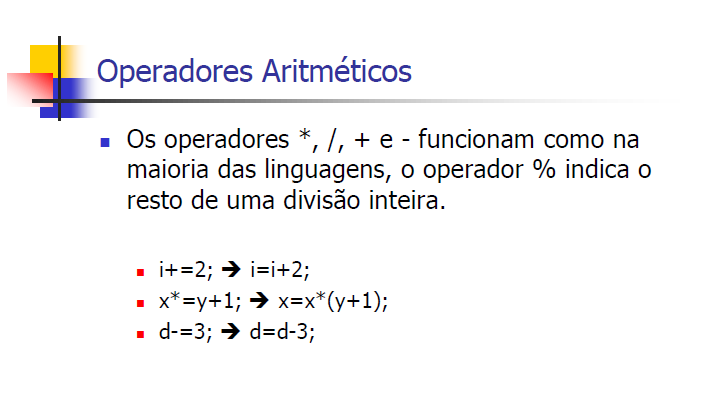 Operadores Aritméticos
Os operadores *, /, + e - funcionam como na
maioria das linguagens, o operador % indica o
resto de uma divisão inteira.
i+=2; ➔ i=i+2;
x*=y+1; ➔ x=x*(y+1);
d-=3; ➔ d=d-3;